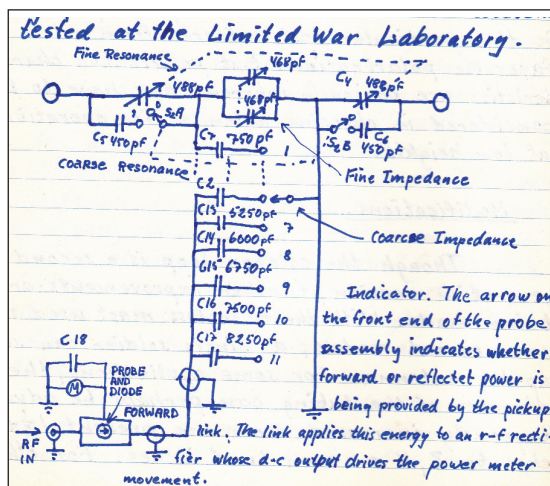 tested at the Limited War Laboratory.
Fine Resonance
468pf
C4
488pf
488pf
468pf
C5 450pf
S2A
C7 750pf
1
S2B
C6
450pf
Coarse Resonance
Fine Impedance
C2
C13 5250pf
7
Coarcse Impedance
C14 6000pf
8
C15 6750pf
9
C16 7500pf
10
C17 8250pf
11
Indicator. The arrow on
the front end of the probe
assembly indicates whether
forward or reflectet power is
being provided by the pickup
link. The link applies this energy to an r-f recti-
fier whose d-c output drives the power meter
movement.
C18
M
PROBE
AND
DIODE
FORWARD
RF
IN